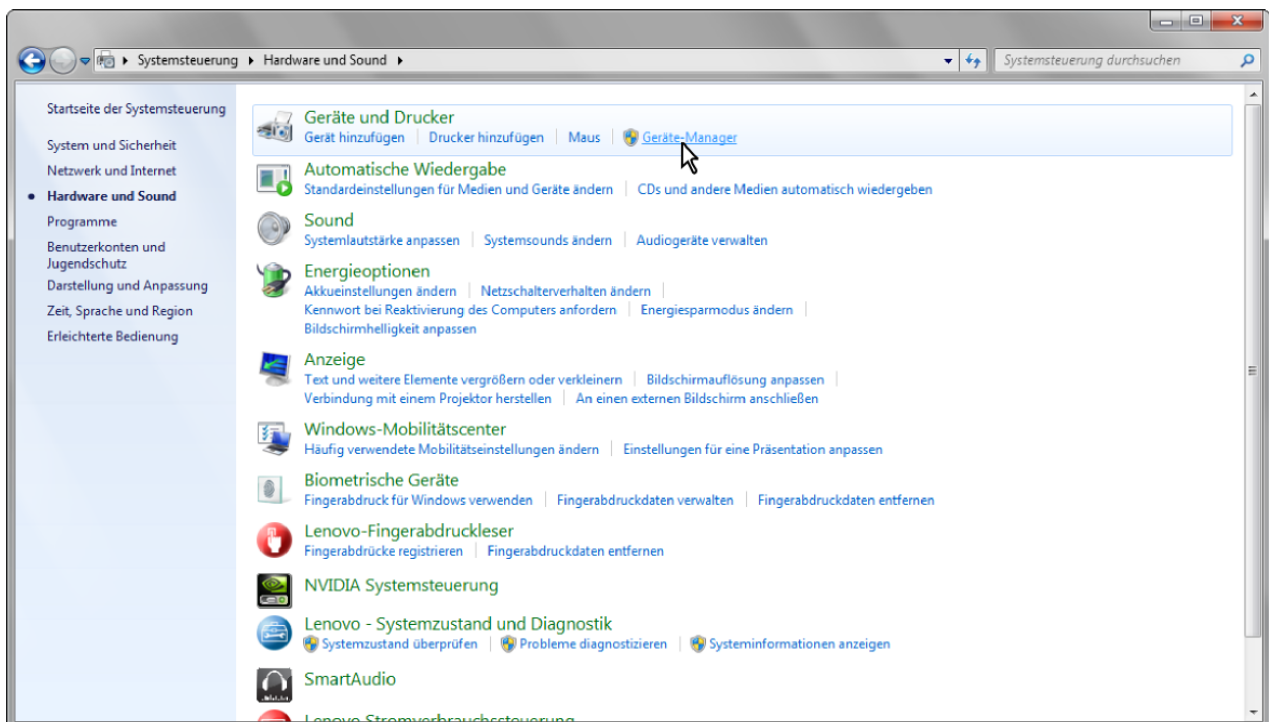 Systemsteuerung Hardware und Sound Systemsteuerung durchsuchen
Startseite der Systemsteuerung
System und Sicherheit
Netzwerk und Internet
Hardware und Sound
Programme
Benutzerkonten und
Jugendschutz
Darstellung und Anpassung
Zeit, Sprache und Region
Erleichterte Bedienung
Geräte und Drucker
Gerät hinzufügen Drucker hinzufügen Maus Geräte-Manager
Automatische Wiedergabe
Standardeinstellungen für Medien und Geräte ändern CDs und andere Medien automatisch wiedergeben
Sound
Systemlautstärke anpassen Systemsounds ändern Audiogeräte verwalten
Energieoptionen
Akkueinstellungen ändern Netzschalterverhalten ändern
Kennwort bei Reaktivierung des Computers anfordern Energiesparmodus ändern
Bildschirmhelligkeit anpassen
Anzeige
Text und weitere Elemente vergrößern oder verkleinern Bildschirmauflösung anpassen
Verbindung mit einem Projektor herstellen An einen externen Bildschirm anschließen
Windows-Mobilitätscenter
Häufig verwendete Mobilitätseinstellungen ändern Einstellungen für eine Präsentation anpassen
Biometrische Geräte
Fingerabdruck für Windows verwenden Fingerabdruckdaten verwalten Fingerabdruckdaten entfernen
Lenovo-Fingerabdruckleser
Fingerabdrücke registrieren Fingerabdruckdaten entfernen
NVIDIA Systemsteuerung
Lenovo - Systemzustand und Diagnostik
Systemzustand überprüfen Probleme diagnostizieren Systeminformationen anzeigen
SmartAudio
Lenovo Stromverbrauchssteuerung